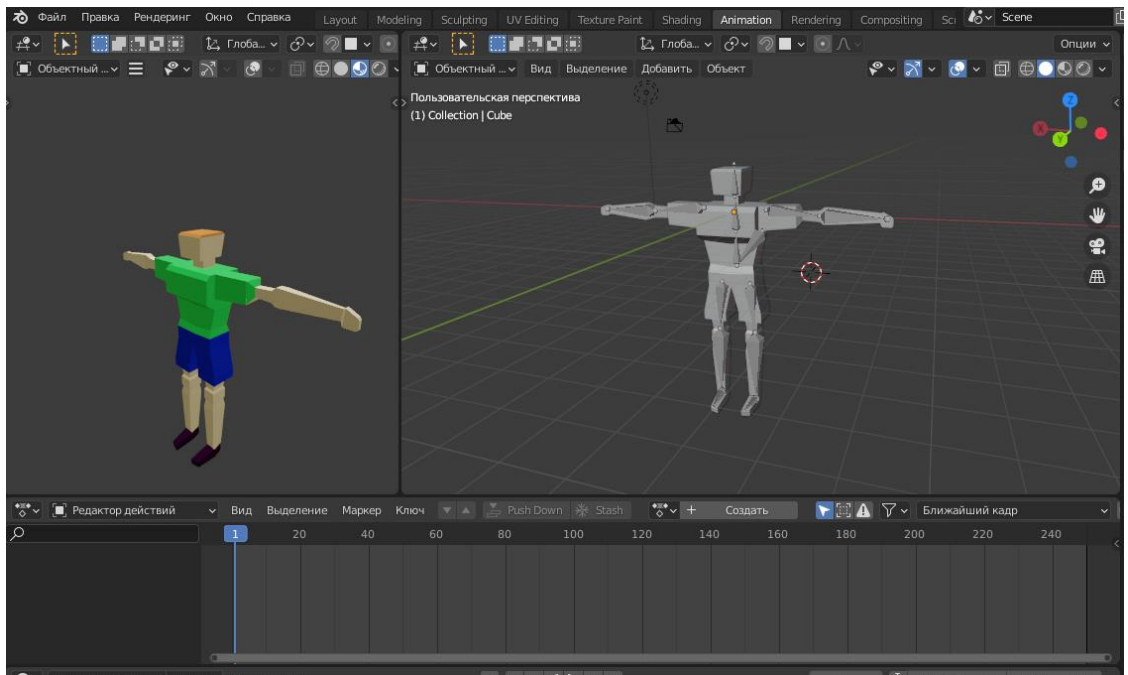 Файл Правка Рендеринг Окно Справка Layout Modeling Sculpting UV Editing Texture Paint Shading Animation Rendering Compositing Scene
Глоба... Глоба... Опции
Объектный ... Объектный ... Вид Выделение Добавить Объект
Пользовательская перспектива
(1) Collection | Cube
Z
X
Y
Редактор действий Вид Выделение Маркер Ключ Push Down Stash Создать Ближайший кадр
1 20 40 60 80 100 120 140 160 180 200 220 240